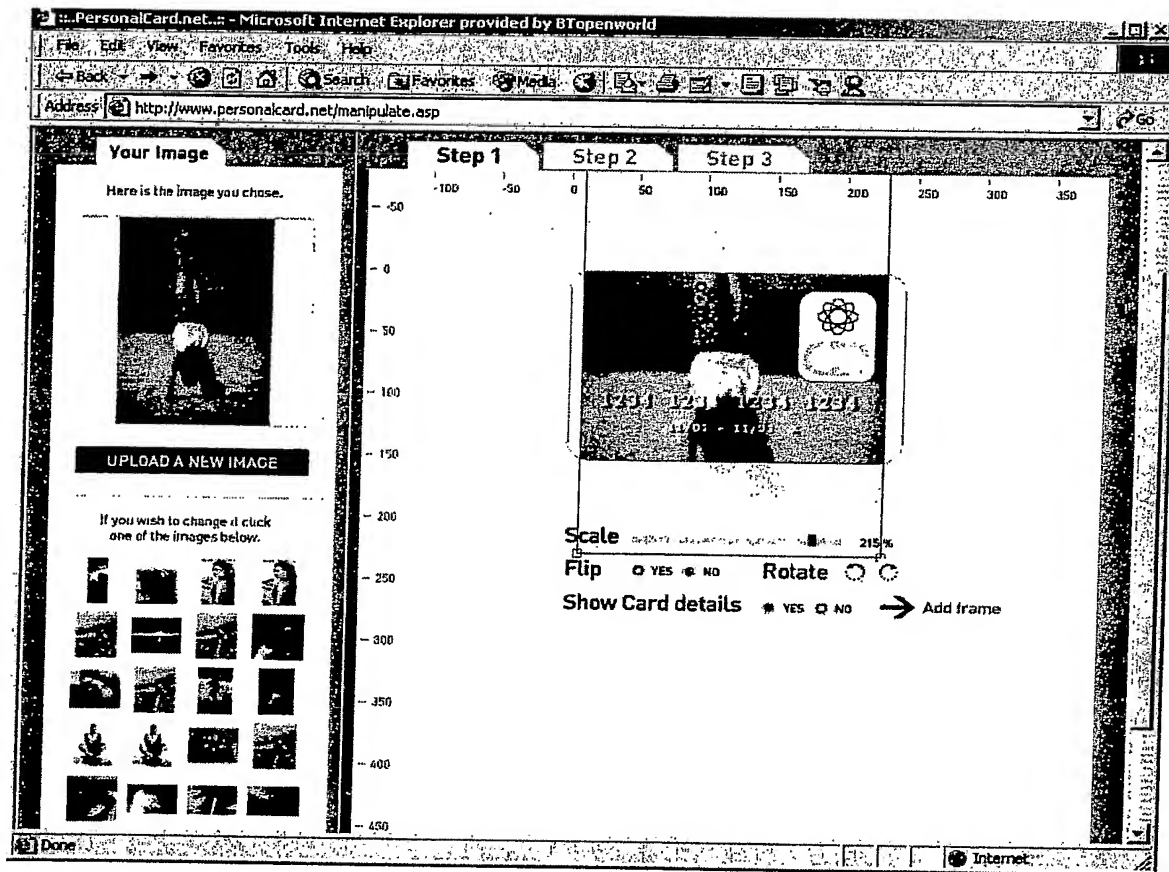 ::..PersonalCard.net..:: - Microsoft Internet Explorer provided by BTopenworld
File Edit View Favorites Tools Help
Back Search Favorites Media
Address http://www.personalcard.net/manipulate.asp Go
Your Image
Here is the image you chose.
UPLOAD A NEW IMAGE
If you wish to change it click
one of the images below.
Step 1 Step 2 Step 3
-100 -50 0 50 100 150 200 250 300 350
-50
0
50
100
150
200
250
300
350
400
450
1234 1234 1234 1234
Scale 215 %
Flip YES NO Rotate
Show Card details YES NO Add frame
Done Internet